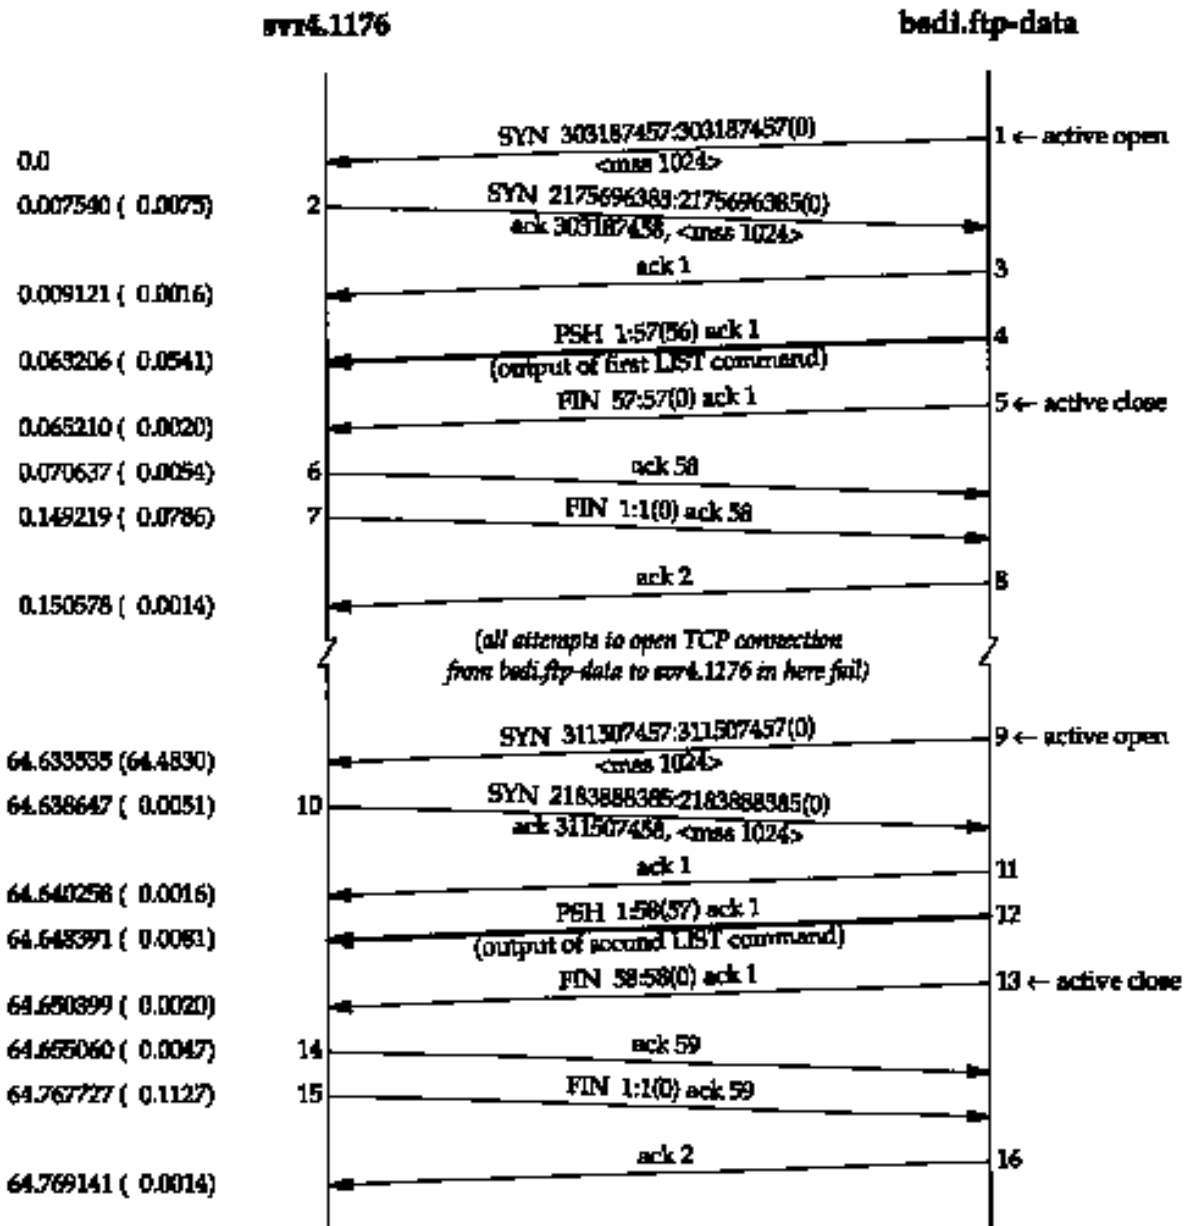 svr4.1176 bsdi.ftp-data
SYN 303187457:303187457(0)
1 ← active open
0.0
<mss 1024>
0.007540 ( 0.0075) 2 SYN 2175696385:2175696385(0)
ack 303187458, <mss 1024>
ack 1 3
0.009121 ( 0.0016)
PSH 1:57(56) ack 1 4
0.063206 ( 0.0541) (output of first LIST command)
FIN 57:57(0) ack 1 5 ← active close
0.065210 ( 0.0020)
0.070637 ( 0.0054) 6 ack 58
0.149219 ( 0.0786) 7 FIN 1:1(0) ack 58
ack 2 8
0.150578 ( 0.0014)
(all attempts to open TCP connection
from bsdi.ftp-data to svr4.1176 in here fail)
SYN 311507457:311507457(0) 9 ← active open
64.633535 (64.4830) <mss 1024>
64.638647 ( 0.0051) 10 SYN 2183888385:2183888385(0)
ack 311507458, <mss 1024>
ack 1 11
64.640258 ( 0.0016)
PSH 1:58(57) ack 1 12
64.648391 ( 0.0081) (output of second LIST command)
FIN 58:58(0) ack 1 13 ← active close
64.650399 ( 0.0020)
64.655060 ( 0.0047) 14 ack 59
64.767727 ( 0.1127) 15 FIN 1:1(0) ack 59
ack 2 16
64.769141 ( 0.0014)